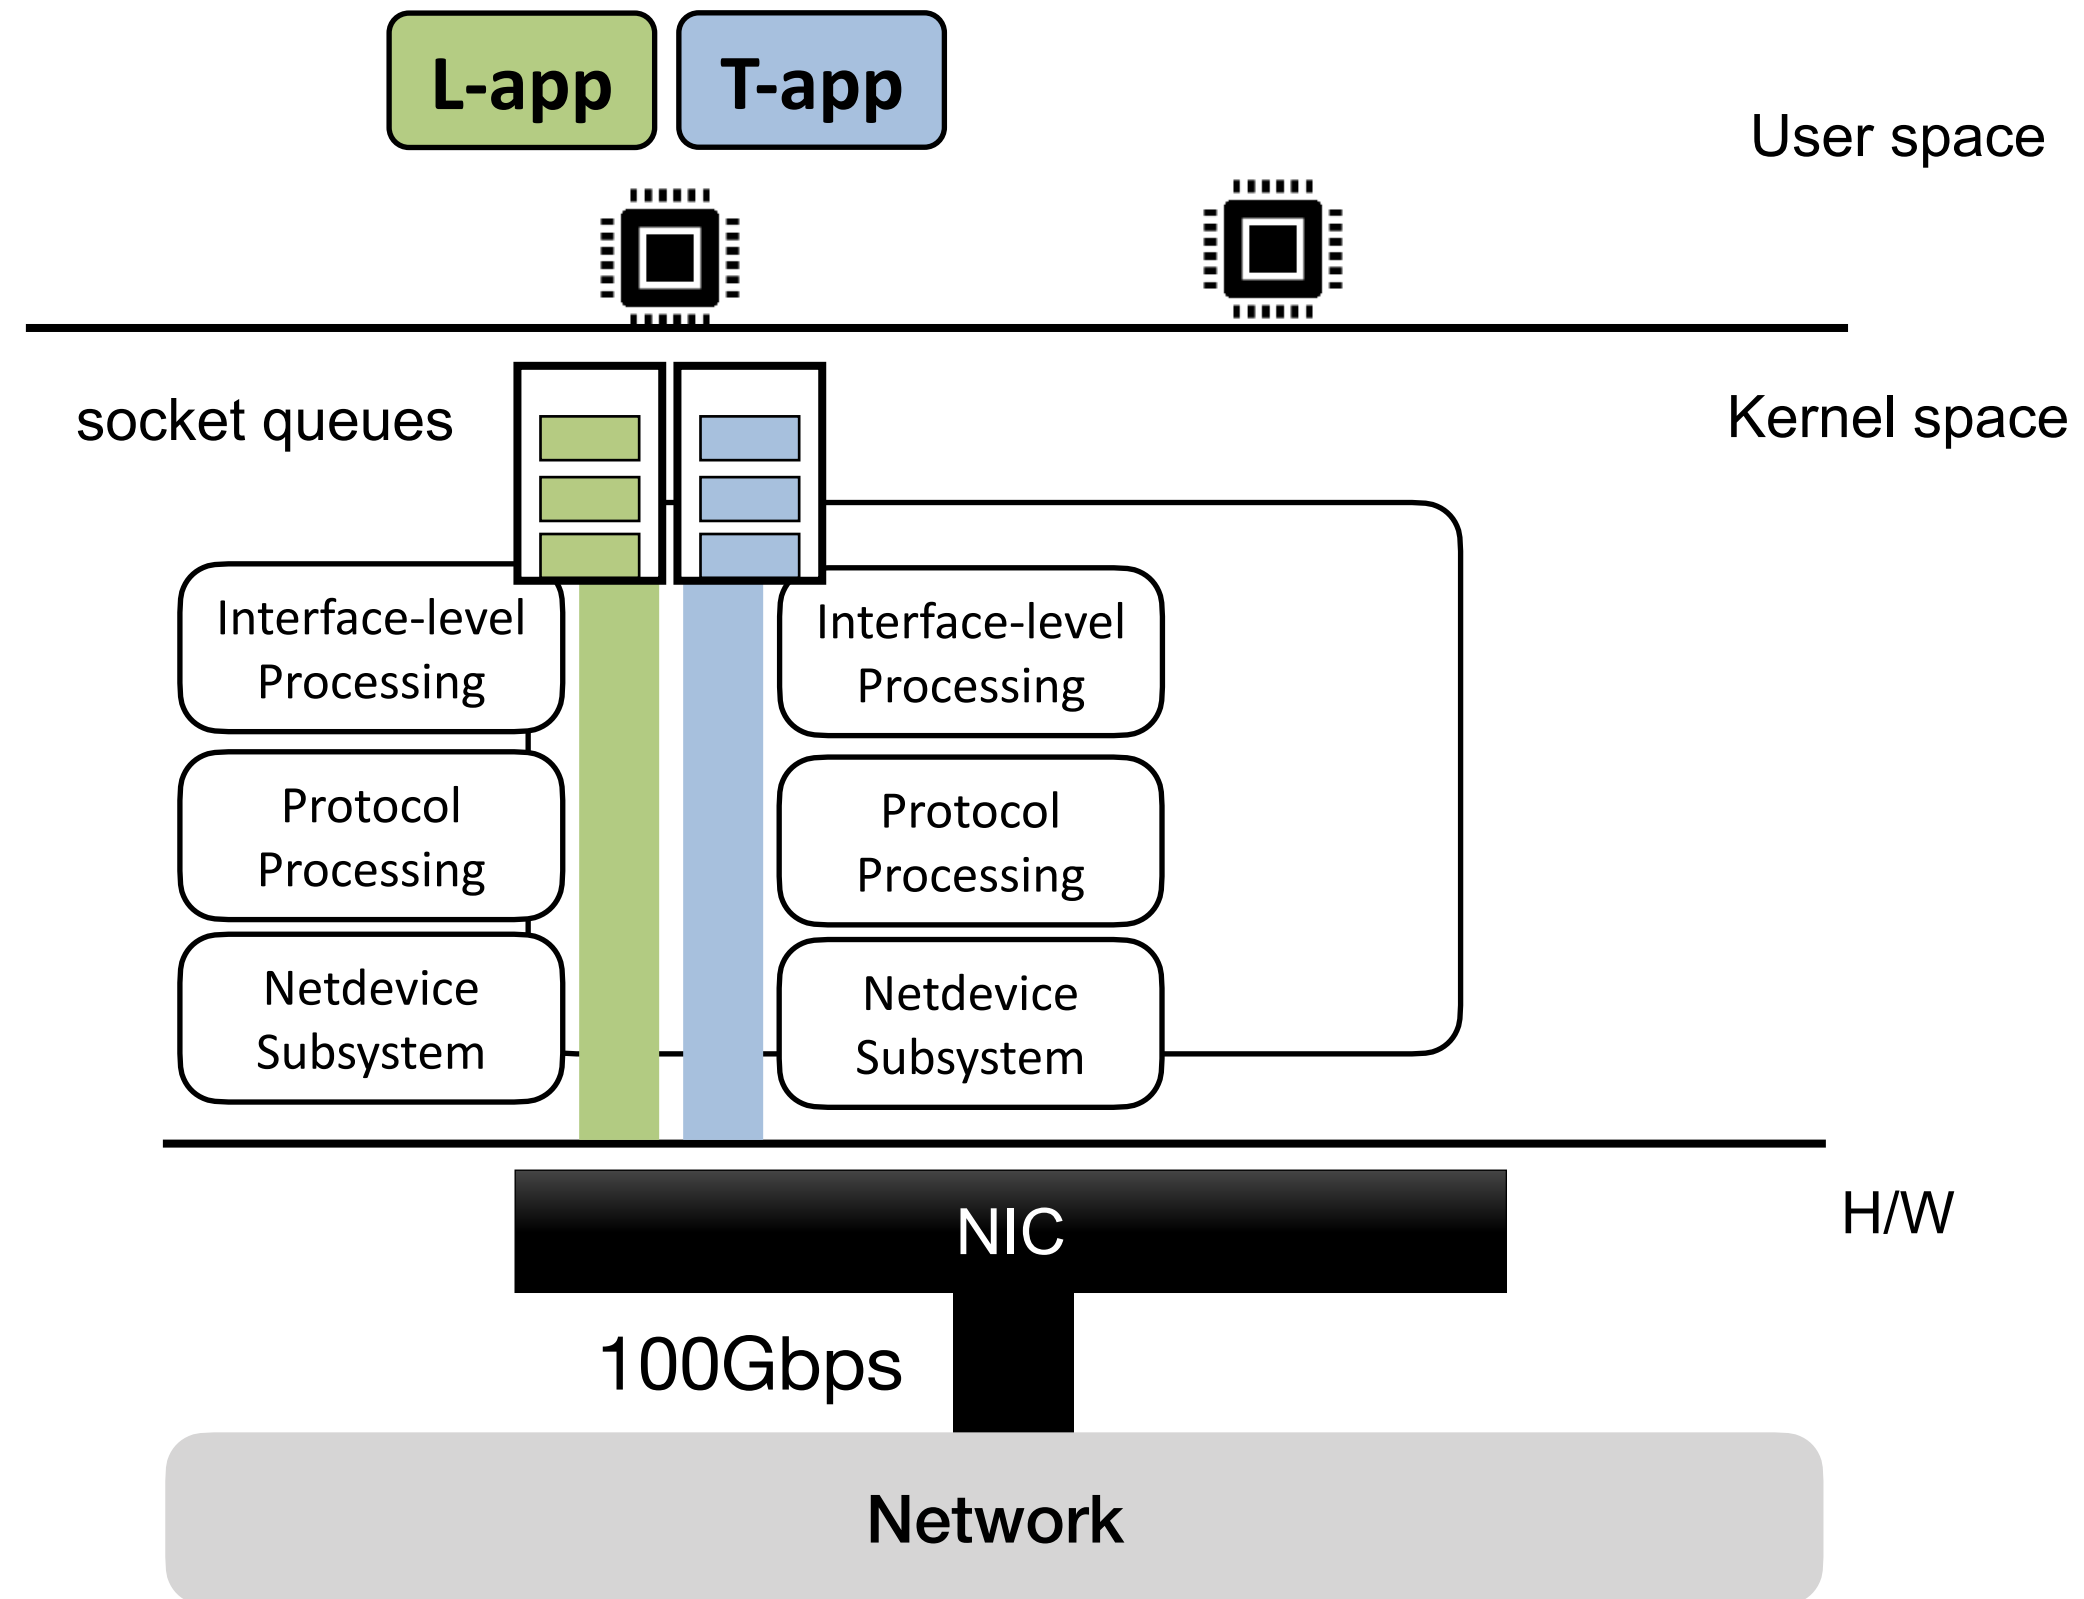 L-app
T-app
User space
socket queues
Kernel space
Interface-level
Processing
Interface-level
Processing
Protocol
Processing
Protocol
Processing
Netdevice
Subsystem
Netdevice
Subsystem
NIC
H/W
100Gbps
Network